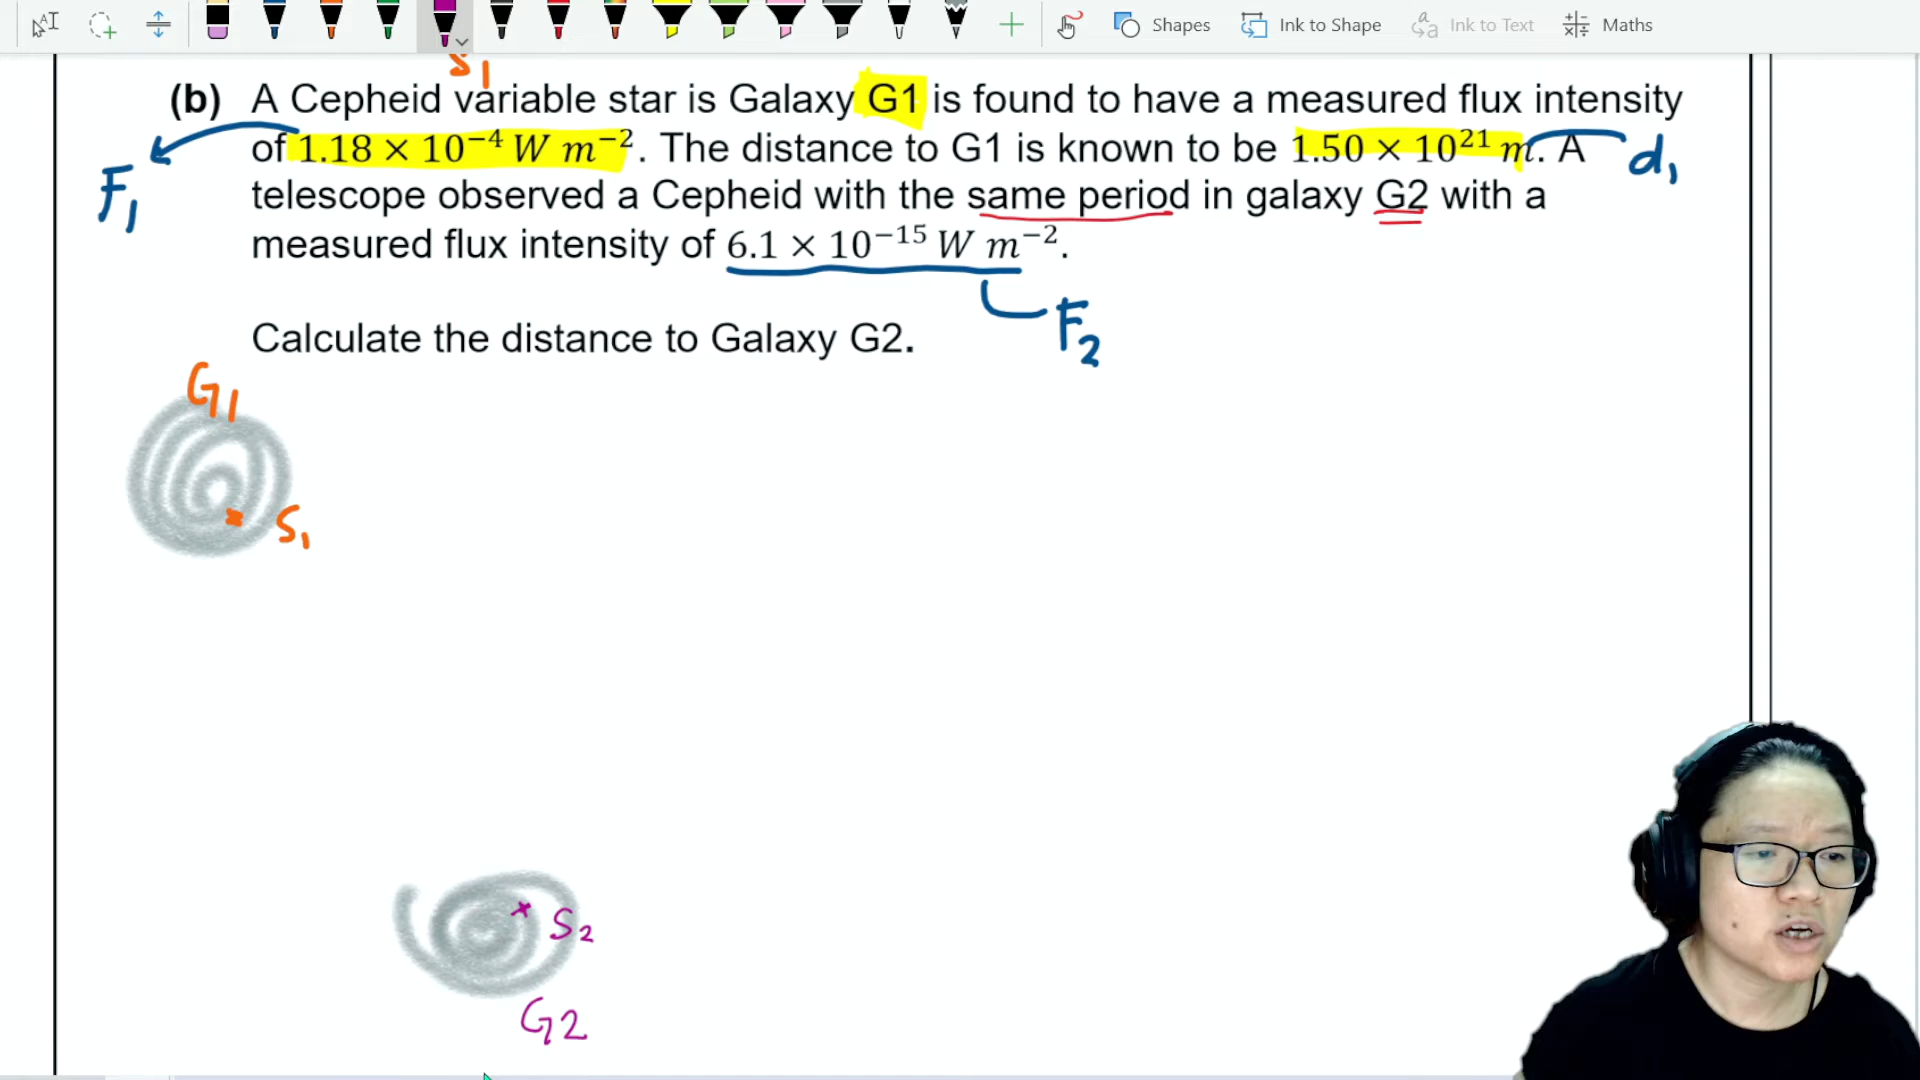 Shapes
Ink to Shape
Ink to Text
Maths
S1
(b) A Cepheid variable star is Galaxy G1 is found to have a measured flux intensity
of 1.18 × 10⁻⁴ W m⁻². The distance to G1 is known to be 1.50 × 10²¹ m. A
d1
F1
telescope observed a Cepheid with the same period in galaxy G2 with a
measured flux intensity of 6.1 × 10⁻¹⁵ W m⁻².
F2
Calculate the distance to Galaxy G2.
G1
S1
S2
G2